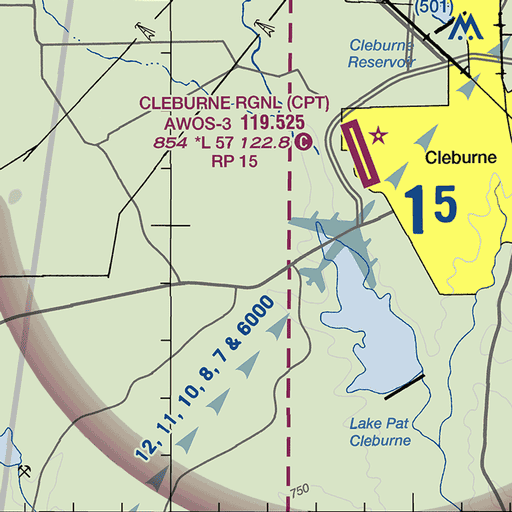 (501)
Cleburne
Reservoir
CLEBURNE RGNL (CPT)
AWOS-3 119.525
854 *L 57 122.8 C
RP 15
Cleburne
15
12, 11, 10, 8, 7 & 6000
Lake Pat
Cleburne
750